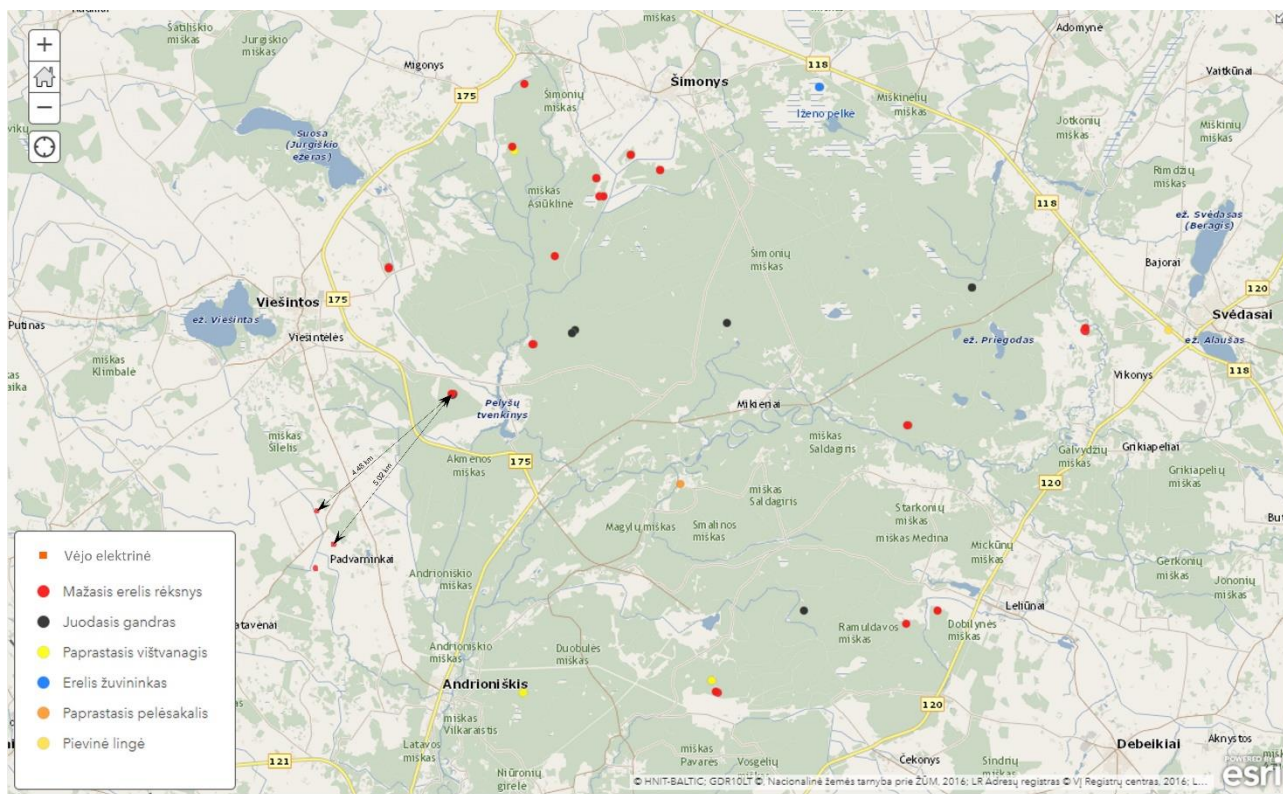 Šatiliškio
miškas
Jurgiškio
miškas
Migonys
175
Šimonių
miškas
Šimonys
118
Adomynė
Vaitkūnai
Iženo pelkė
Miškinėlių
miškas
Jotkonių
miškas
Miškinių
miškas
Rimdžių
miškas
Suosa
(Jurgiškio
ežeras)
miškas
Asiūklinė
118
ež. Svėdasas
(Beragis)
Šimonių
miškas
Bajorai
120
Putinas
ež. Viešintas
Viešintos
175
Viešintėlės
Svėdasai
ež. Priegodas
ež. Alaušas
118
miškas
Klimbalė
Vikonys
Pelyšų
tvenkinys
Mikieriai
miškas
Šilelis
4.48 km
5.02 km
Akmenos
miškas
175
miškas
Saldagiris
Galvydžių
miškas
Grikiapeliai
Grikiapelių
miškas
120
miškas
Saldagiris
Magylų miškas
Smalinos
miškas
Starkonių
miškas
miškas Medina
Mickūnų
miškas
Padvarninkai
Andrioniškio
miškas
Gerkonių
miškas
Jononių
miškas
Leliūnai
Ramuldavos
miškas
Dobilynės
miškas
Andrioniškio
miškas
Duobulės
miškas
Andrioniškis
miškas
Vilkaraistis
120
Latavos
miškas
miškas
Pavarės
Vosgelių
Niūronių
girelė
121
Čekonys
Sindrių
miškas
Debeikiai
Aknystos
Vėjo elektrinė
Mažasis erelis rėksnys
Juodasis gandras
Paprastasis vištvanagis
Erelis žuvininkas
Paprastasis pelėsakalis
Pievinė lingė
© HNIT-BALTIC; GDR10LT ©, Nacionalinė žemės tarnyba prie ŽŪM, 2016; LR Adresų registras © VĮ Registrų centras, 2016; L...
POWERED BY
esri